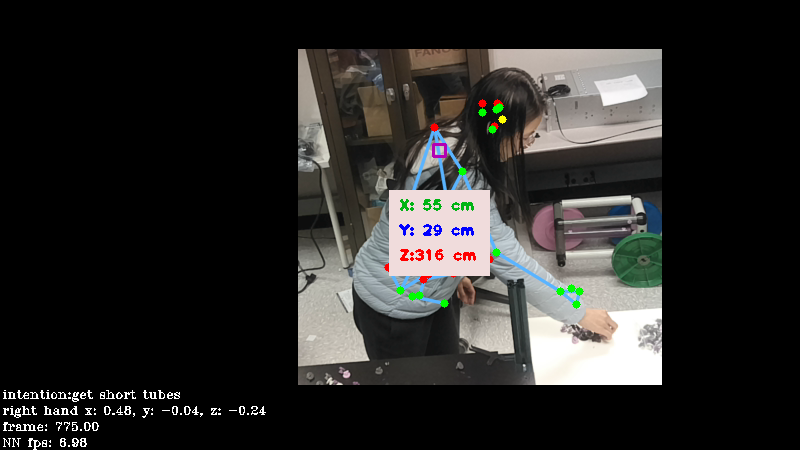 X: 55 cm
Y: 29 cm
Z:316 cm
intention:get short tubes
right hand x: 0.48, y: −0.04, z: −0.24
frame: 775.00
NN fps: 6.98